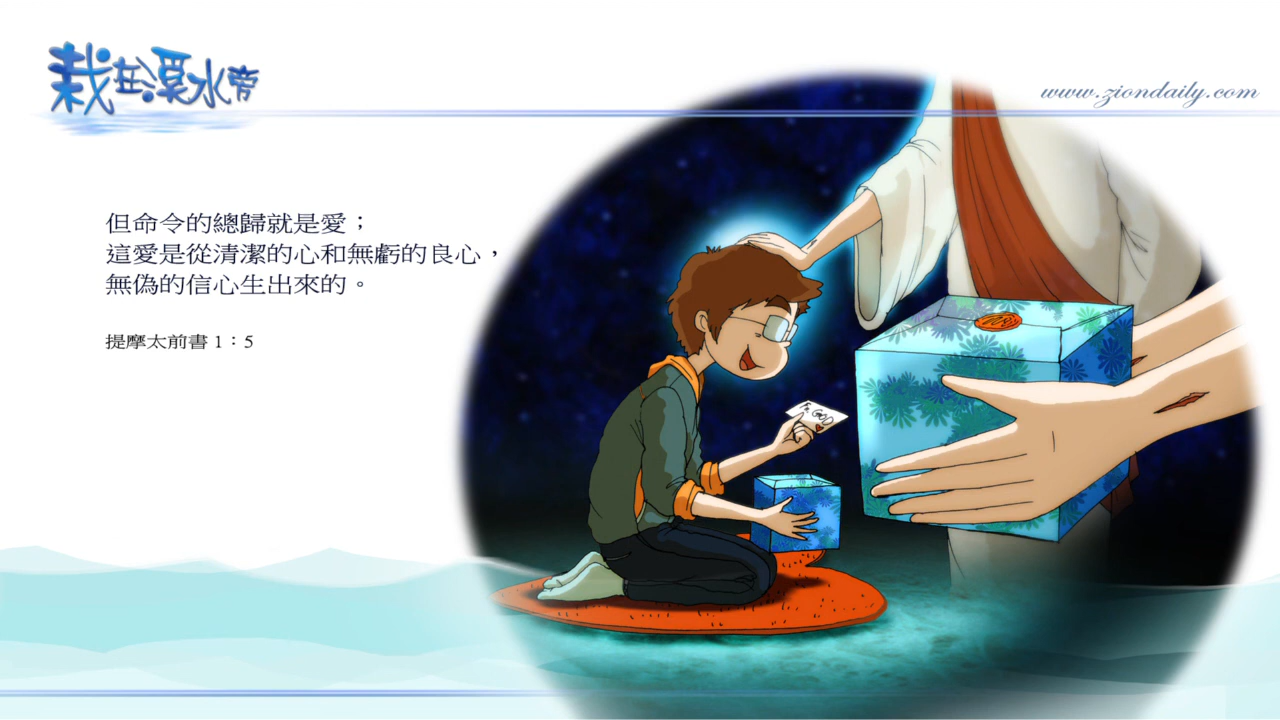 栽在溪水帝
www.ziondaily.com
但命令的總歸就是愛；
這愛是從清潔的心和無虧的良心，
無偽的信心生出來的。
提摩太前書 1：5
GOD